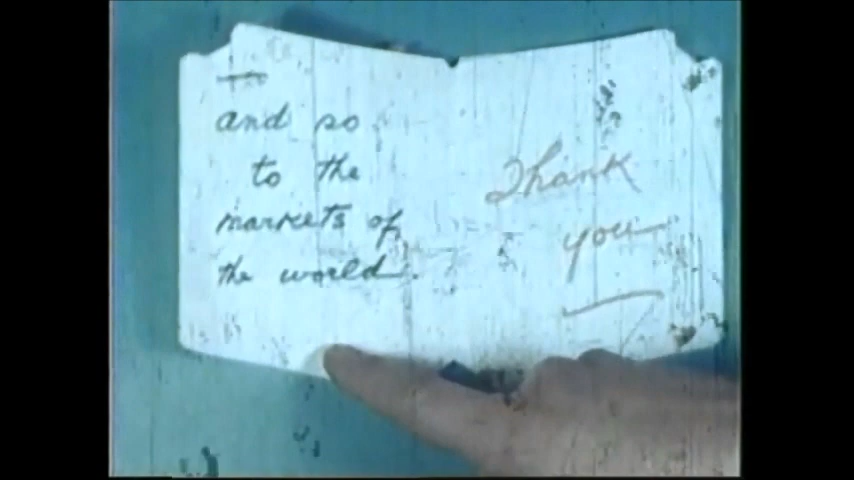 and so
to the
markets of
the world.
Thank
you